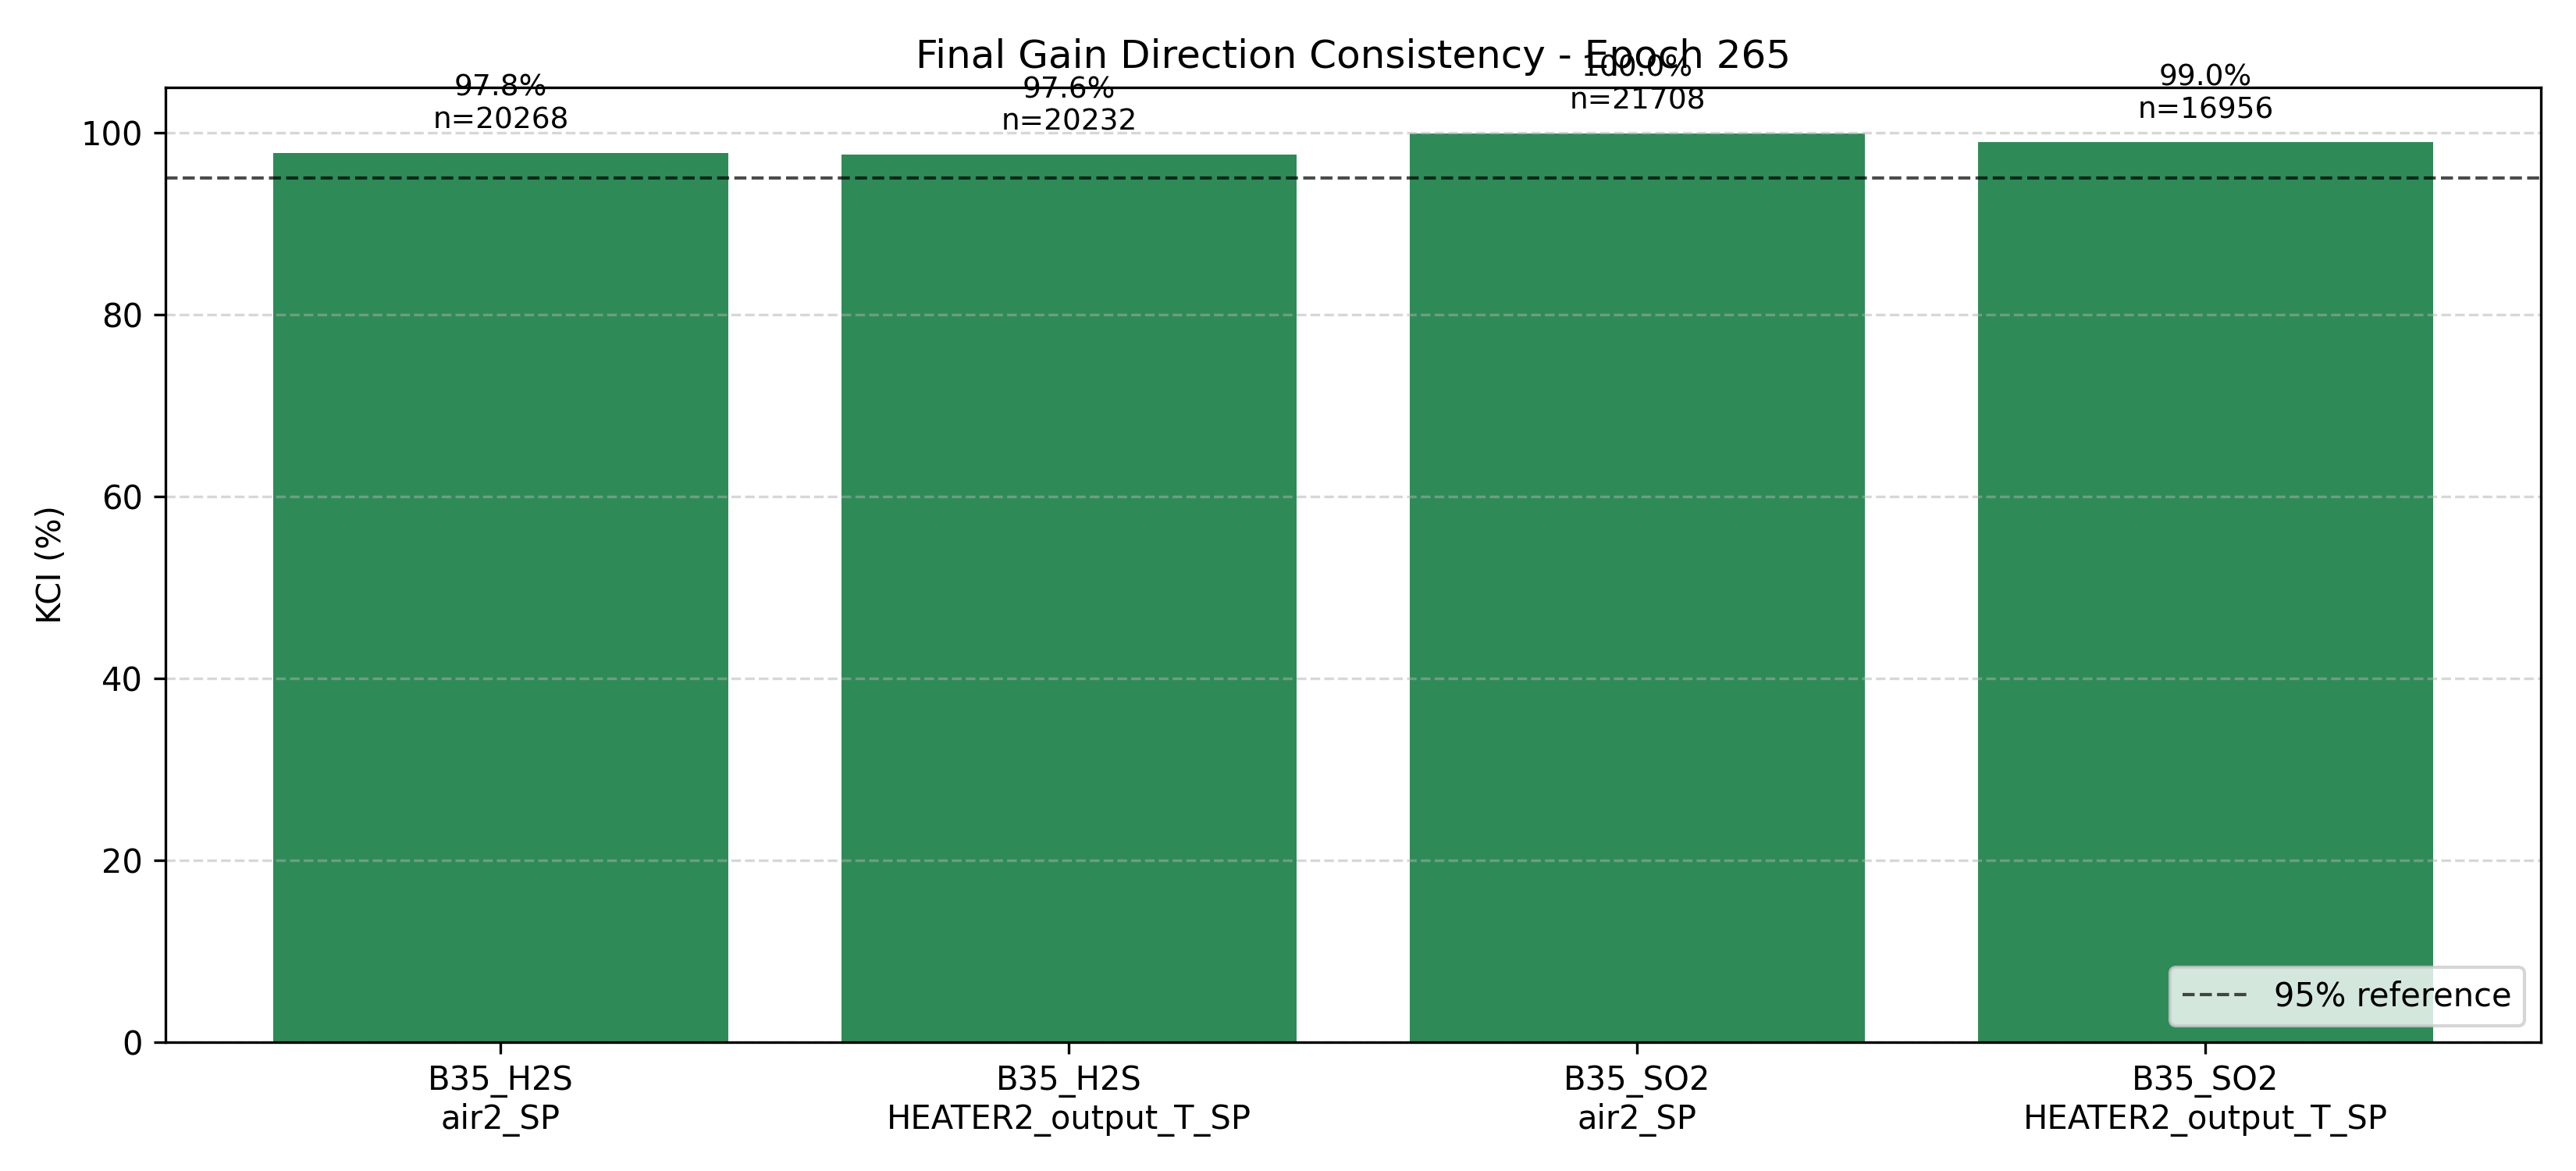 Final Gain Direction Consistency - Epoch 265
97.8%
n=20268
97.6%
n=20232
100.0%
n=21708
99.0%
n=16956
KCI (%)
100
80
60
40
20
0
95% reference
B35_H2S
air2_SP
B35_H2S
HEATER2_output_T_SP
B35_SO2
air2_SP
B35_SO2
HEATER2_output_T_SP